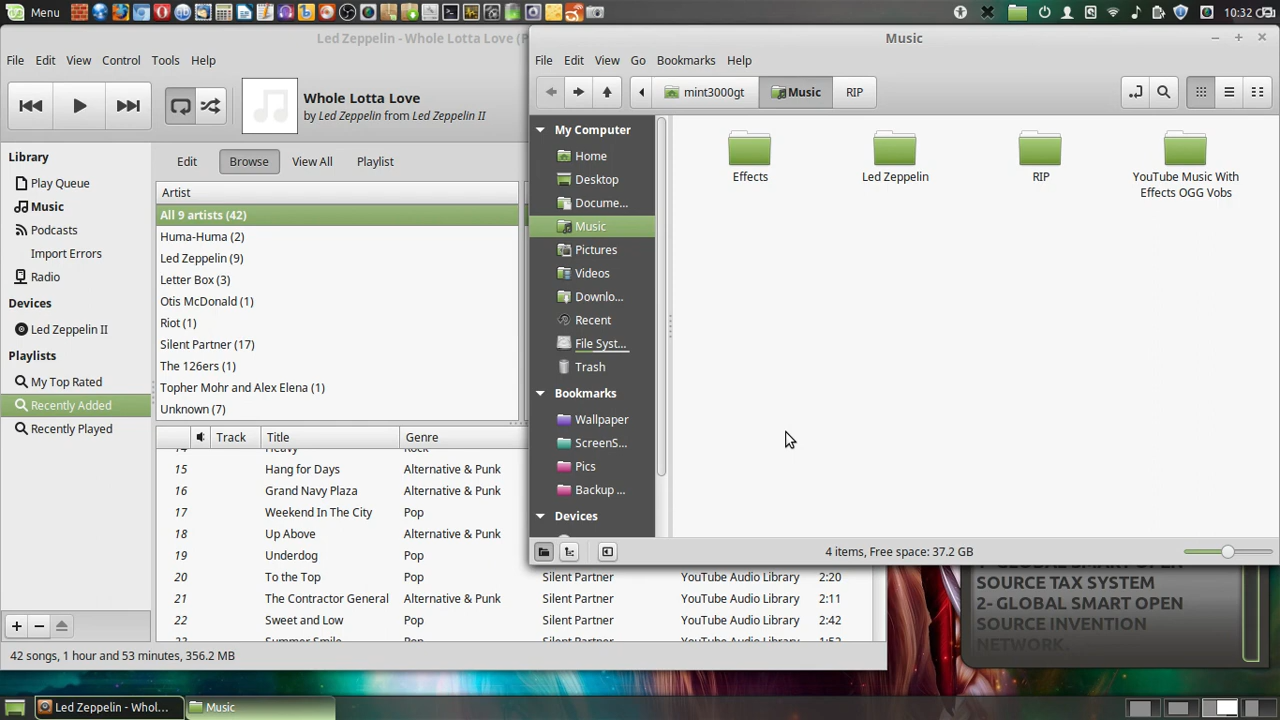 Menu
10:32
Led Zeppelin - Whole Lotta Love (P
File Edit View Control Tools Help
Whole Lotta Love
by Led Zeppelin from Led Zeppelin II
Library
Play Queue
Music
Podcasts
Import Errors
Radio
Devices
Led Zeppelin II
Playlists
My Top Rated
Recently Added
Recently Played
Edit Browse View All Playlist
Artist
All 9 artists (42)
Huma-Huma (2)
Led Zeppelin (9)
Letter Box (3)
Otis McDonald (1)
Riot (1)
Silent Partner (17)
The 126ers (1)
Topher Mohr and Alex Elena (1)
Unknown (7)
Track Title Genre
14 Heavy Rock
15 Hang for Days Alternative & Punk
16 Grand Navy Plaza Alternative & Punk
17 Weekend In The City Pop
18 Up Above Alternative & Punk
19 Underdog Pop
20 To the Top Pop Silent Partner YouTube Audio Library 2:20
21 The Contractor General Alternative & Punk Silent Partner YouTube Audio Library 2:11
22 Sweet and Low Pop Silent Partner YouTube Audio Library 2:42
23 Summer Smile Pop Silent Partner YouTube Audio Library 1:52
42 songs, 1 hour and 53 minutes, 356.2 MB
Music
File Edit View Go Bookmarks Help
mint3000gt Music RIP
My Computer
Home
Desktop
Docume...
Music
Pictures
Videos
Downlo...
Recent
File Syst...
Trash
Bookmarks
Wallpaper
ScreenS...
Pics
Backup ...
Devices
Effects
Led Zeppelin
RIP
YouTube Music With
Effects OGG Vobs
4 items, Free space: 37.2 GB
1- GLOBAL SMART OPEN
SOURCE TAX SYSTEM
2- GLOBAL SMART OPEN
SOURCE INVENTION
NETWORK.
Led Zeppelin - Whol...
Music